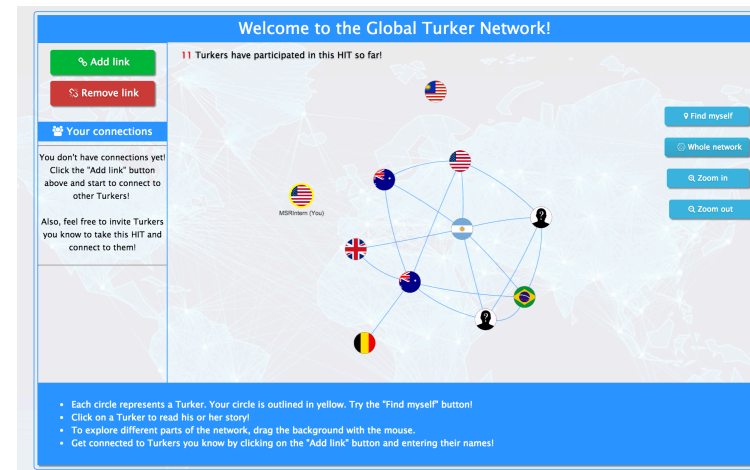 Welcome to the Global Turker Network!
Add link
Remove link
Your connections
You don't have connections yet!
Click the "Add link" button
above and start to connect to
other Turkers!
Also, feel free to invite Turkers
you know to take this HIT and
connect to them!
11 Turkers have participated in this HIT so far!
MSRIntern (You)
?
?
Find myself
Whole network
Zoom in
Zoom out
• Each circle represents a Turker. Your circle is outlined in yellow. Try the "Find myself" button!
• Click on a Turker to read his or her story!
• To explore different parts of the network, drag the background with the mouse.
• Get connected to Turkers you know by clicking on the "Add link" button and entering their names!